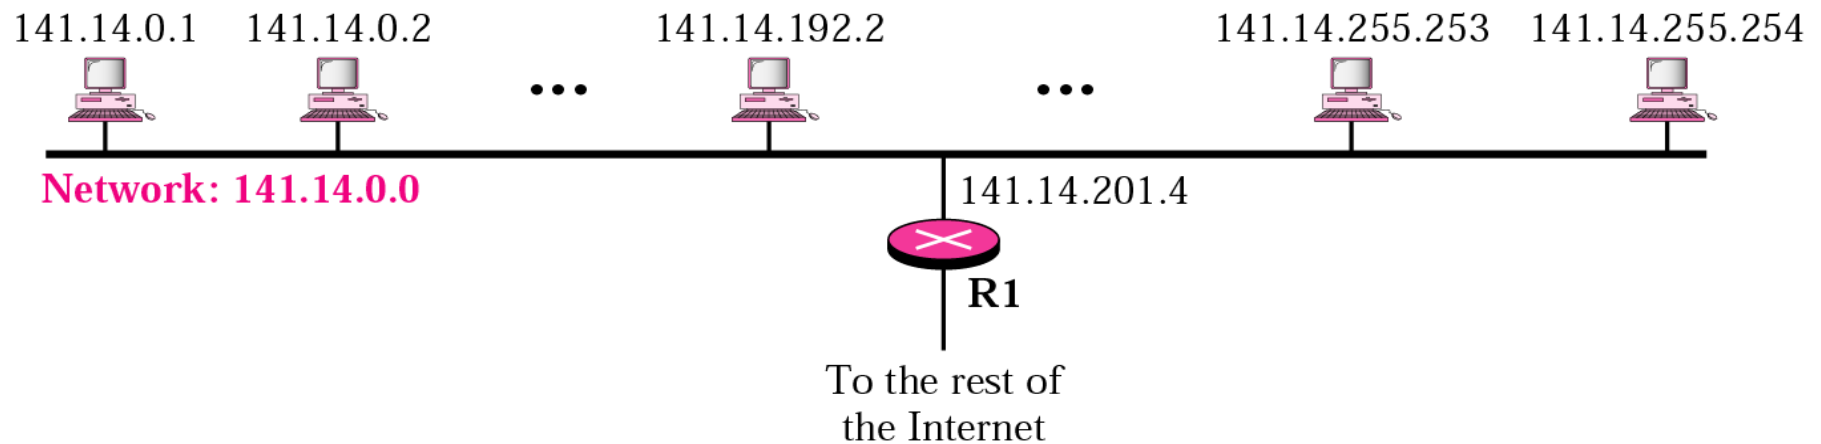 141.14.0.1 141.14.0.2 141.14.192.2 141.14.255.253 141.14.255.254
... ...
Network: 141.14.0.0
141.14.201.4
R1
To the rest of
the Internet